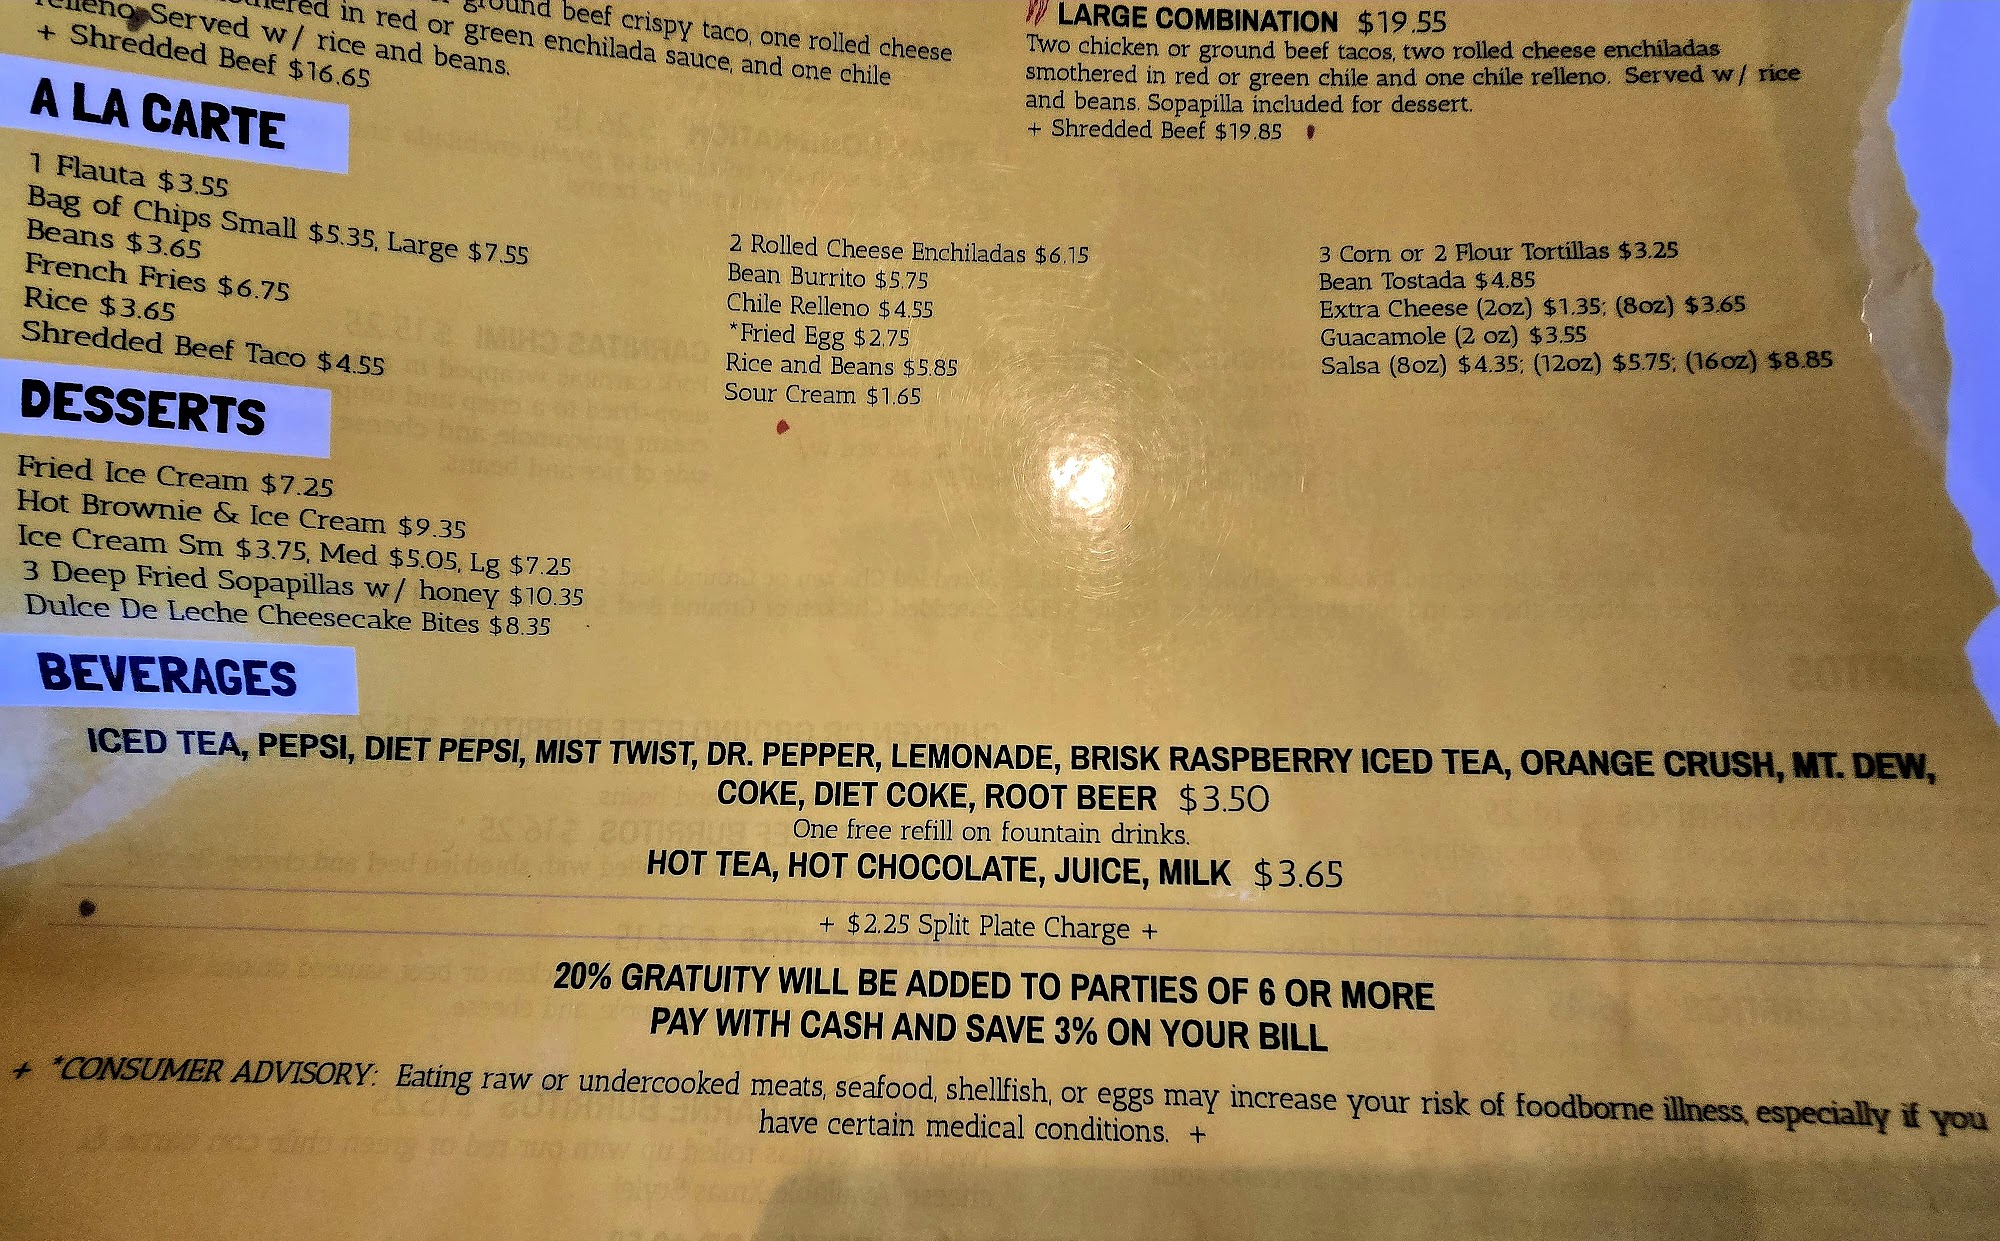 ground beef crispy taco, one rolled cheese
in red or green enchilada sauce, and one chile
relleno. Served w/ rice and beans.
+ Shredded Beef $16.65
LARGE COMBINATION $19.55
Two chicken or ground beef tacos, two rolled cheese enchiladas
smothered in red or green chile and one chile relleno. Served w/ rice
and beans. Sopapilla included for dessert.
+ Shredded Beef $19.85
A LA CARTE
1 Flauta $3.55
Bag of Chips Small $5.35, Large $7.55
Beans $3.65
French Fries $6.75
Rice $3.65
Shredded Beef Taco $4.55
2 Rolled Cheese Enchiladas $6.15
Bean Burrito $5.75
Chile Relleno $4.55
*Fried Egg $2.75
Rice and Beans $5.85
Sour Cream $1.65
3 Corn or 2 Flour Tortillas $3.25
Bean Tostada $4.85
Extra Cheese (2oz) $1.35; (8oz) $3.65
Guacamole (2 oz) $3.55
Salsa (8oz) $4.35; (12oz) $5.75; (16oz) $8.85
DESSERTS
Fried Ice Cream $7.25
Hot Brownie & Ice Cream $9.35
Ice Cream Sm $3.75, Med $5.05, Lg $7.25
3 Deep Fried Sopapillas w/ honey $10.35
Dulce De Leche Cheesecake Bites $8.35
BEVERAGES
ICED TEA, PEPSI, DIET PEPSI, MIST TWIST, DR. PEPPER, LEMONADE, BRISK RASPBERRY ICED TEA, ORANGE CRUSH, MT. DEW,
COKE, DIET COKE, ROOT BEER $3.50
One free refill on fountain drinks.
HOT TEA, HOT CHOCOLATE, JUICE, MILK $3.65
+ $2.25 Split Plate Charge +
20% GRATUITY WILL BE ADDED TO PARTIES OF 6 OR MORE
PAY WITH CASH AND SAVE 3% ON YOUR BILL
+ *CONSUMER ADVISORY: Eating raw or undercooked meats, seafood, shellfish, or eggs may increase your risk of foodborne illness, especially if you
have certain medical conditions. +